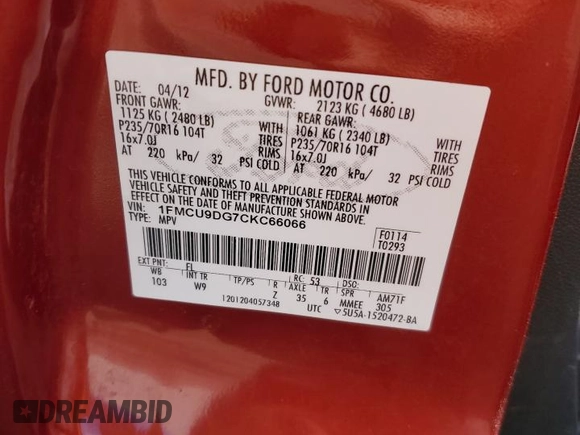 MFD. BY FORD MOTOR CO.
DATE: 04/12 GVWR: 2123 KG (4680 LB)
FRONT GAWR: REAR GAWR:
1125 KG (2480 LB) 1061 KG (2340 LB)
P235/70R16 104T WITH TIRES P235/70R16 104T WITH TIRES
16x7.0J RIMS 16x7.0J RIMS
AT 220 kPa/ 32 PSI COLD AT 220 kPa/ 32 PSI COLD
THIS VEHICLE CONFORMS TO ALL APPLICABLE FEDERAL MOTOR
VEHICLE SAFETY AND THEFT PREVENTION STANDARDS IN
EFFECT ON THE DATE OF MANUFACTURE SHOWN ABOVE.
VIN: 1FMCU9DG7CKC66066
TYPE: MPV
F0114
T0293
EXT PNT: FI RC: 53 DSO:
WB INT TR TP/PS R AXLE TR SPR AM71F
103 W9 Z 35 6 MMEE 305
1201204057348 UTC ▽5U5A-1520472-BA
DREAMBID